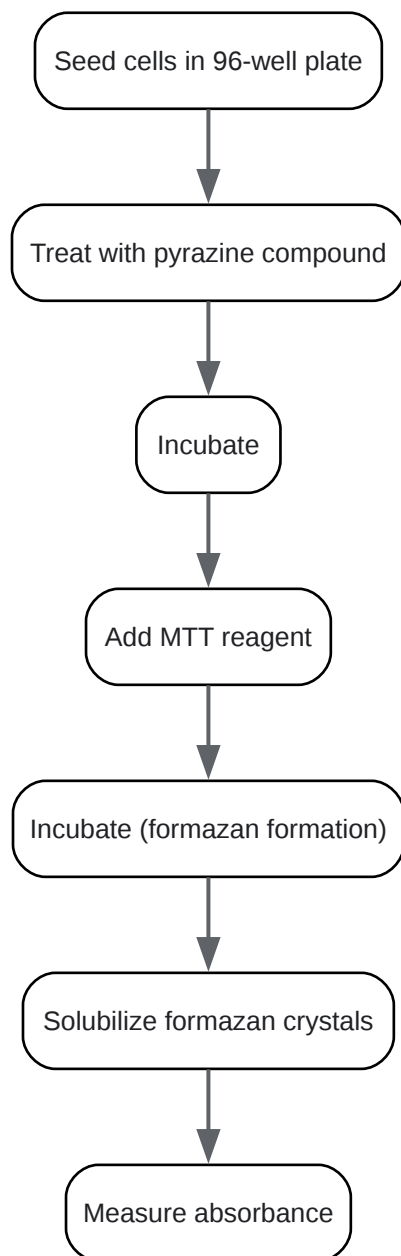 Seed cells in 96-well plate
Treat with pyrazine compound
Incubate
Add MTT reagent
Incubate (formazan formation)
Solubilize formazan crystals
Measure absorbance